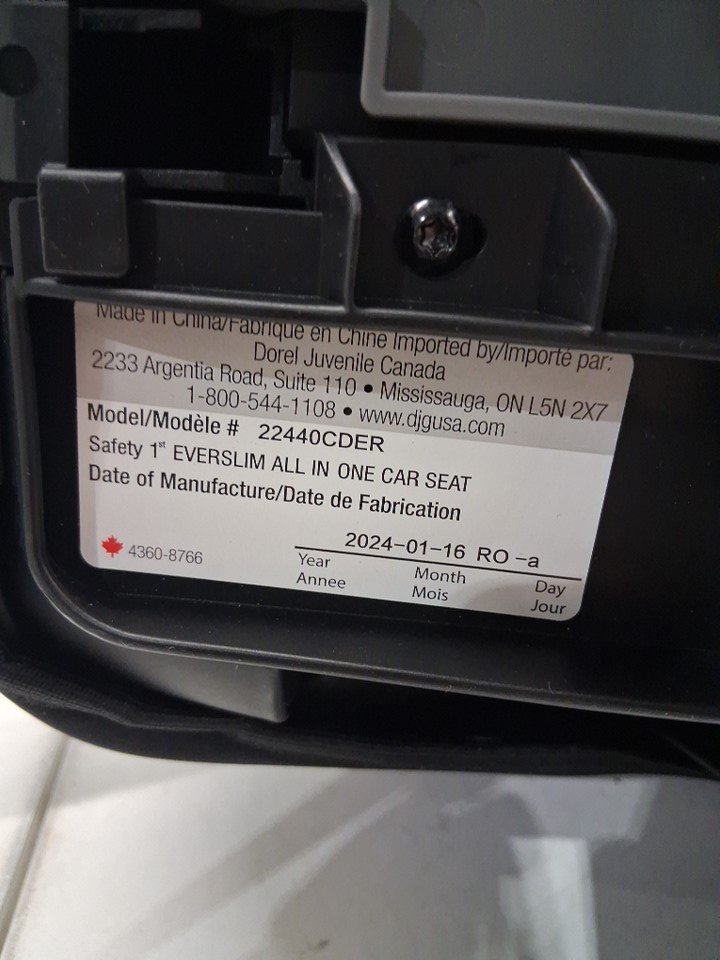 Made in China/Fabrique en Chine Imported by/Importé par:
Dorel Juvenile Canada
2233 Argentia Road, Suite 110 • Mississauga, ON L5N 2X7
1-800-544-1108 • www.djgusa.com
Model/Modèle # 22440CDER
Safety 1st EVERSLIM ALL IN ONE CAR SEAT
Date of Manufacture/Date de Fabrication
2024-01-16 RO -a
4360-8766
Year Month Day
Annee Mois Jour